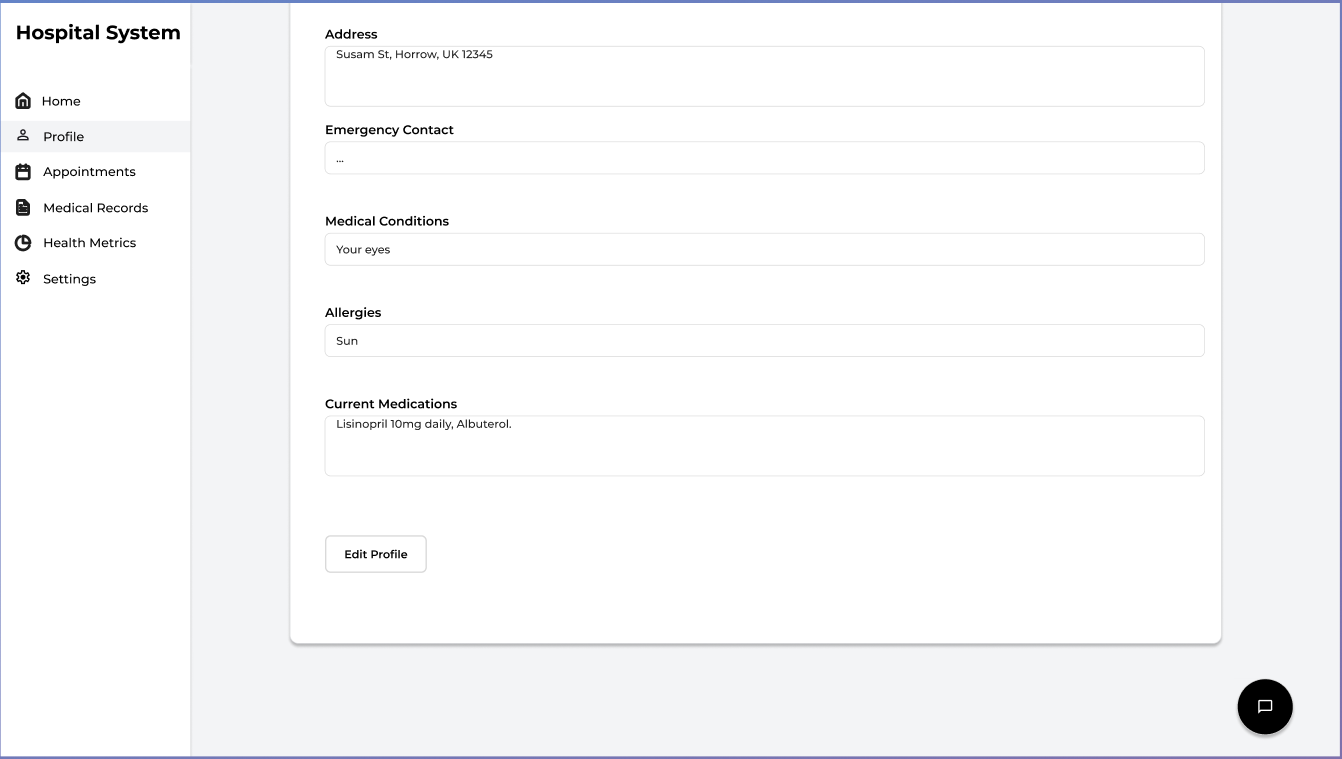 Hospital System
Home
Profile
Appointments
Medical Records
Health Metrics
Settings
Address
Susam St, Horrow, UK 12345
Emergency Contact
...
Medical Conditions
Your eyes
Allergies
Sun
Current Medications
Lisinopril 10mg daily, Albuterol.
Edit Profile